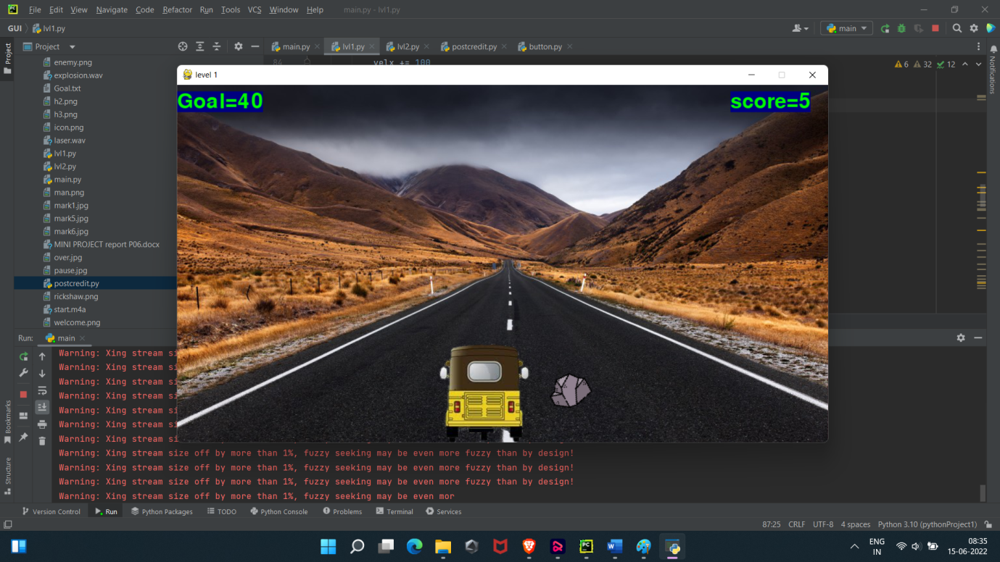 File Edit View Navigate Code Refactor Run Tools VCS Window Help main.py - lvl1.py
GUI lvl1.py main
Project main.py lvl1.py lvl2.py postcredit.py button.py
Project
Notifications
84 velx += 100
6 32 12
enemy.png
explosion.wav
Goal.txt
h2.png
h3.png
icon.png
laser.wav
lvl1.py
lvl2.py
main.py
man.png
mark1.jpg
mark5.jpg
mark6.jpg
MINI PROJECT report P06.docx
over.jpg
pause.jpg
postcredit.py
rickshaw.png
start.m4a
welcome.png
level 1
Goal=40 score=5
Run: main
Warning: Xing stream si
Warning: Xing stream si
Warning: Xing stream si
Warning: Xing stream si
Warning: Xing stream si
Warning: Xing stream si
Warning: Xing stream si
Warning: Xing stream size off by more than 1%, fuzzy seeking may be even more fuzzy than by design!
Warning: Xing stream size off by more than 1%, fuzzy seeking may be even more fuzzy than by design!
Warning: Xing stream size off by more than 1%, fuzzy seeking may be even more fuzzy than by design!
Warning: Xing stream size off by more than 1%, fuzzy seeking may be even mor
Bookmarks
Structure
Version Control Run Python Packages TODO Python Console Problems Terminal Services
87:25 CRLF UTF-8 4 spaces Python 3.10 (pythonProject1)
ENG
IN
08:35
15-06-2022